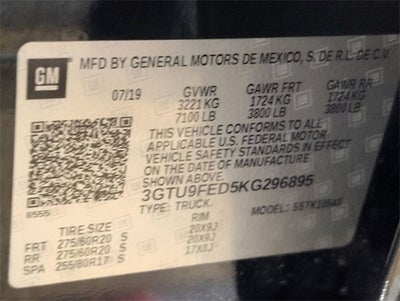 GM
MFD BY GENERAL MOTORS DE MEXICO, S. DE R.L. DE C.V.
07/19 GVWR GAWR FRT GAWR RR
3221 KG 1724 KG 1724 KG
7100 LB 3800 LB 3800 LB
THIS VEHICLE CONFORMS TO ALL
APPLICABLE U.S. FEDERAL MOTOR
VEHICLE SAFETY STANDARDS IN EFFECT
ON THE DATE OF MANUFACTURE
SHOWN ABOVE.
3GTU9FED5KG296895
8555 TYPE: TRUCK. MODEL:
TIRE SIZE RIM
FRT 275/60R20 S 20X9J
RR 275/60R20 S 20X9J
SPA 255/80R17 S 17X8J